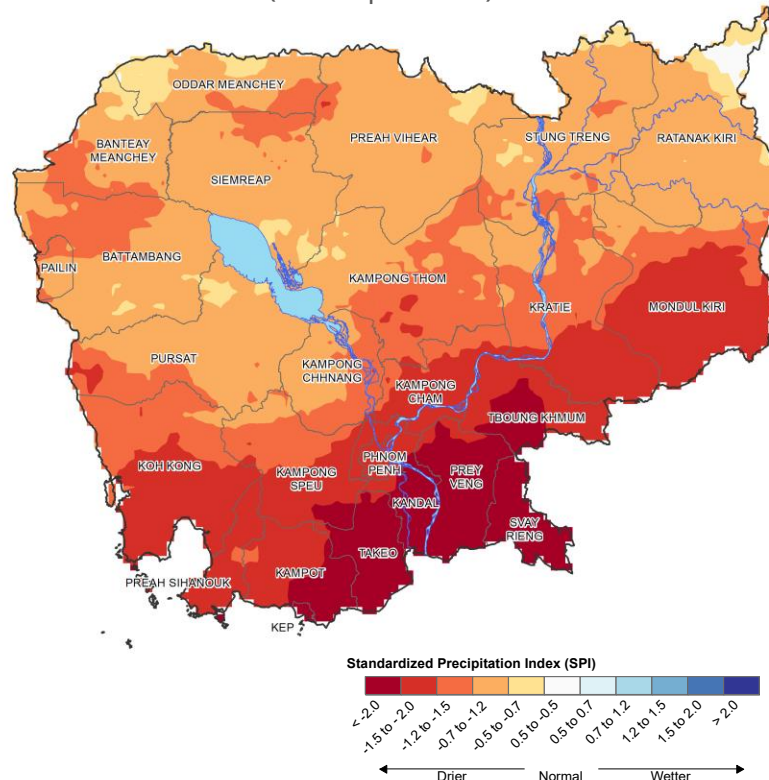 ODDAR MEANCHEY
BANTEAY
MEANCHEY
PREAH VIHEAR
STUNG TRENG
RATANAK KIRI
SIEMREAP
BATTAMBANG
PAILIN
KAMPONG THOM
KRATIE
MONDUL KIRI
PURSAT
KAMPONG
CHHNANG
KAMPONG
CHAM
TBOUNG KHMUM
KOH KONG
KAMPONG
SPEU
PHNOM
PENH
PREY
VENG
KANDAL
SVAY
RIENG
TAKEO
KAMPOT
PREAH SIHANOUK
KEP
Standardized Precipitation Index (SPI)
< -2.0
-1.5 to - 2.0
-1.2 to -1.5
-0.7 to -1.2
-0.5 to -0.7
0.5 to -0.5
0.5 to 0.7
0.7 to 1.2
1.2 to 1.5
1.5 to 2.0
> 2.0
Drier Normal Wetter